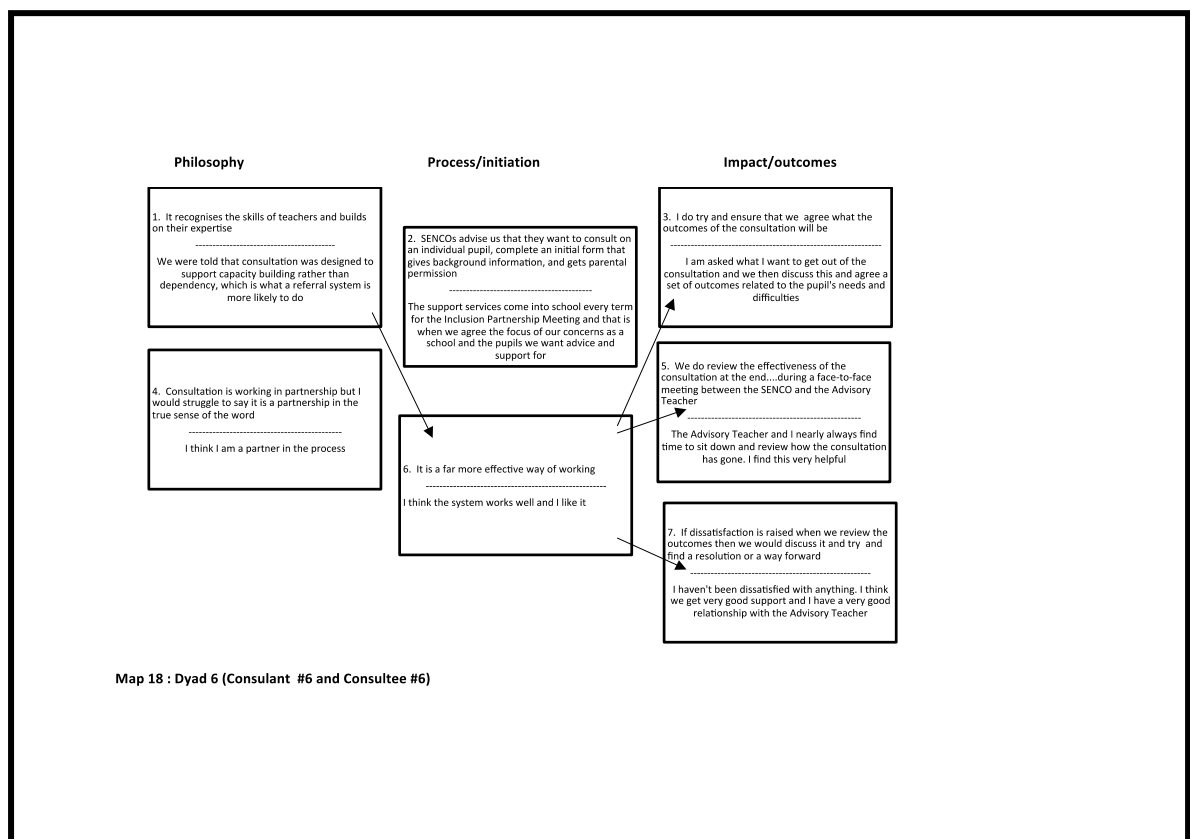 Philosophy
Process/initiation
Impact/outcomes
1.  It recognises the skills of teachers and builds
on their expertise
-----------------------------------------
We were told that consultation was designed to
support capacity building rather than
dependency, which is what a referral system is
more likely to do
2.  SENCOs advise us that they want to consult on
an individual pupil, complete an initial form that
gives background information, and gets parental
permission
------------------------------------------
The support services come into school every term
for the Inclusion Partnership Meeting and that is
when we agree the focus of our concerns as a
school and the pupils we want advice and
support for
3.  I do try and ensure that we  agree what the
outcomes of the consultation will be
--------------------------------------------------------------
I am asked what I want to get out of the
consultation and we then discuss this and agree a
set of outcomes related to the pupil's needs and
difficulties
4.  Consultation is working in partnership but I
would struggle to say it is a partnership in the
true sense of the word
---------------------------------------------
I think I am a partner in the process
5.  We do review the effectiveness of the
consultation at the end....during a face-to-face
meeting between the SENCO and the Advisory
Teacher
---------------------------------------------------
The Advisory Teacher and I nearly always find
time to sit down and review how the consultation
has gone. I find this very helpful
6.  It is a far more effective way of working
-----------------------------------------------------
I think the system works well and I like it
7.  If dissatisfaction is raised when we review the
outcomes then we would discuss it and try  and
find a resolution or a way forward
-----------------------------------------------------
I haven't been dissatisfied with anything. I think
we get very good support and I have a very good
relationship with the Advisory Teacher
Map 18 : Dyad 6 (Consulant  #6 and Consultee #6)